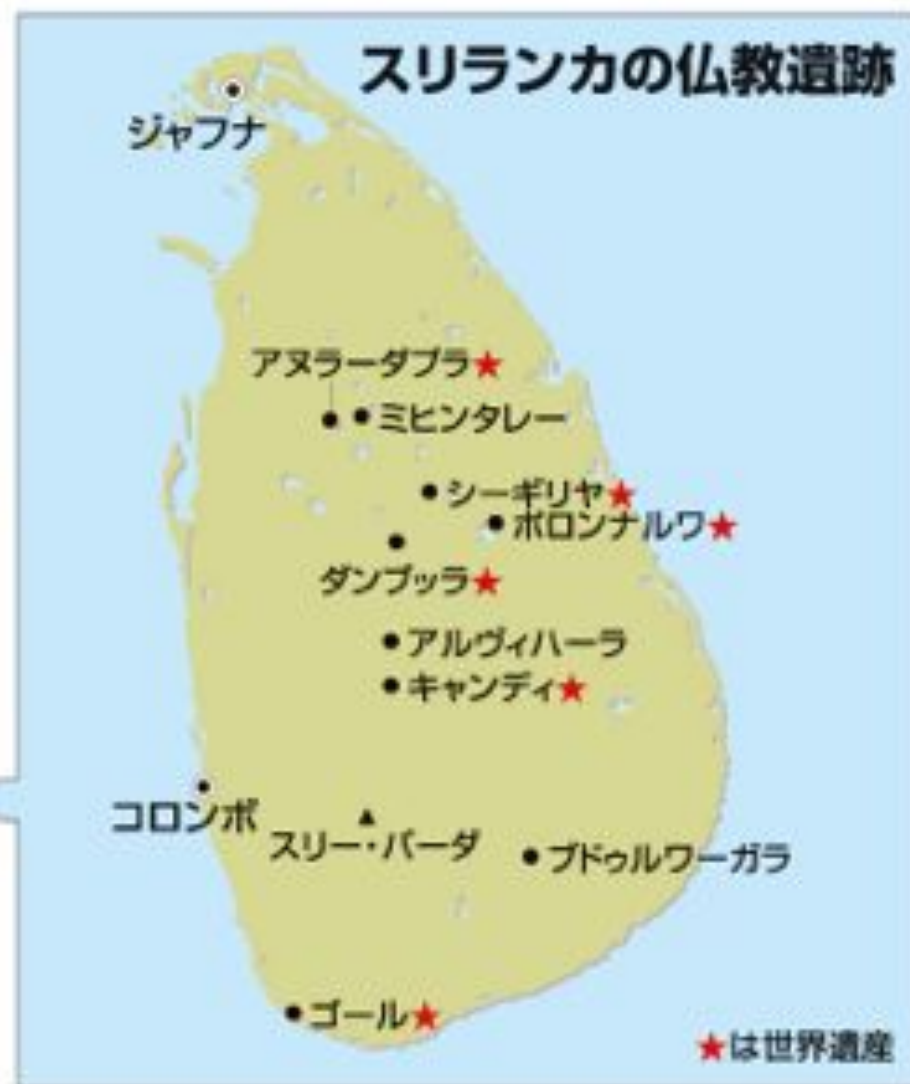 スリランカの仏教遺跡
ジャフナ
アヌラーダプラ★
ミヒンタレー
シーギリヤ★
ポロンナルワ★
ダンブッラ★
アルヴィハーラ
キャンディ★
コロンボ
スリー・パーダ
ブドゥルワーガラ
ゴール★
★は世界遺産